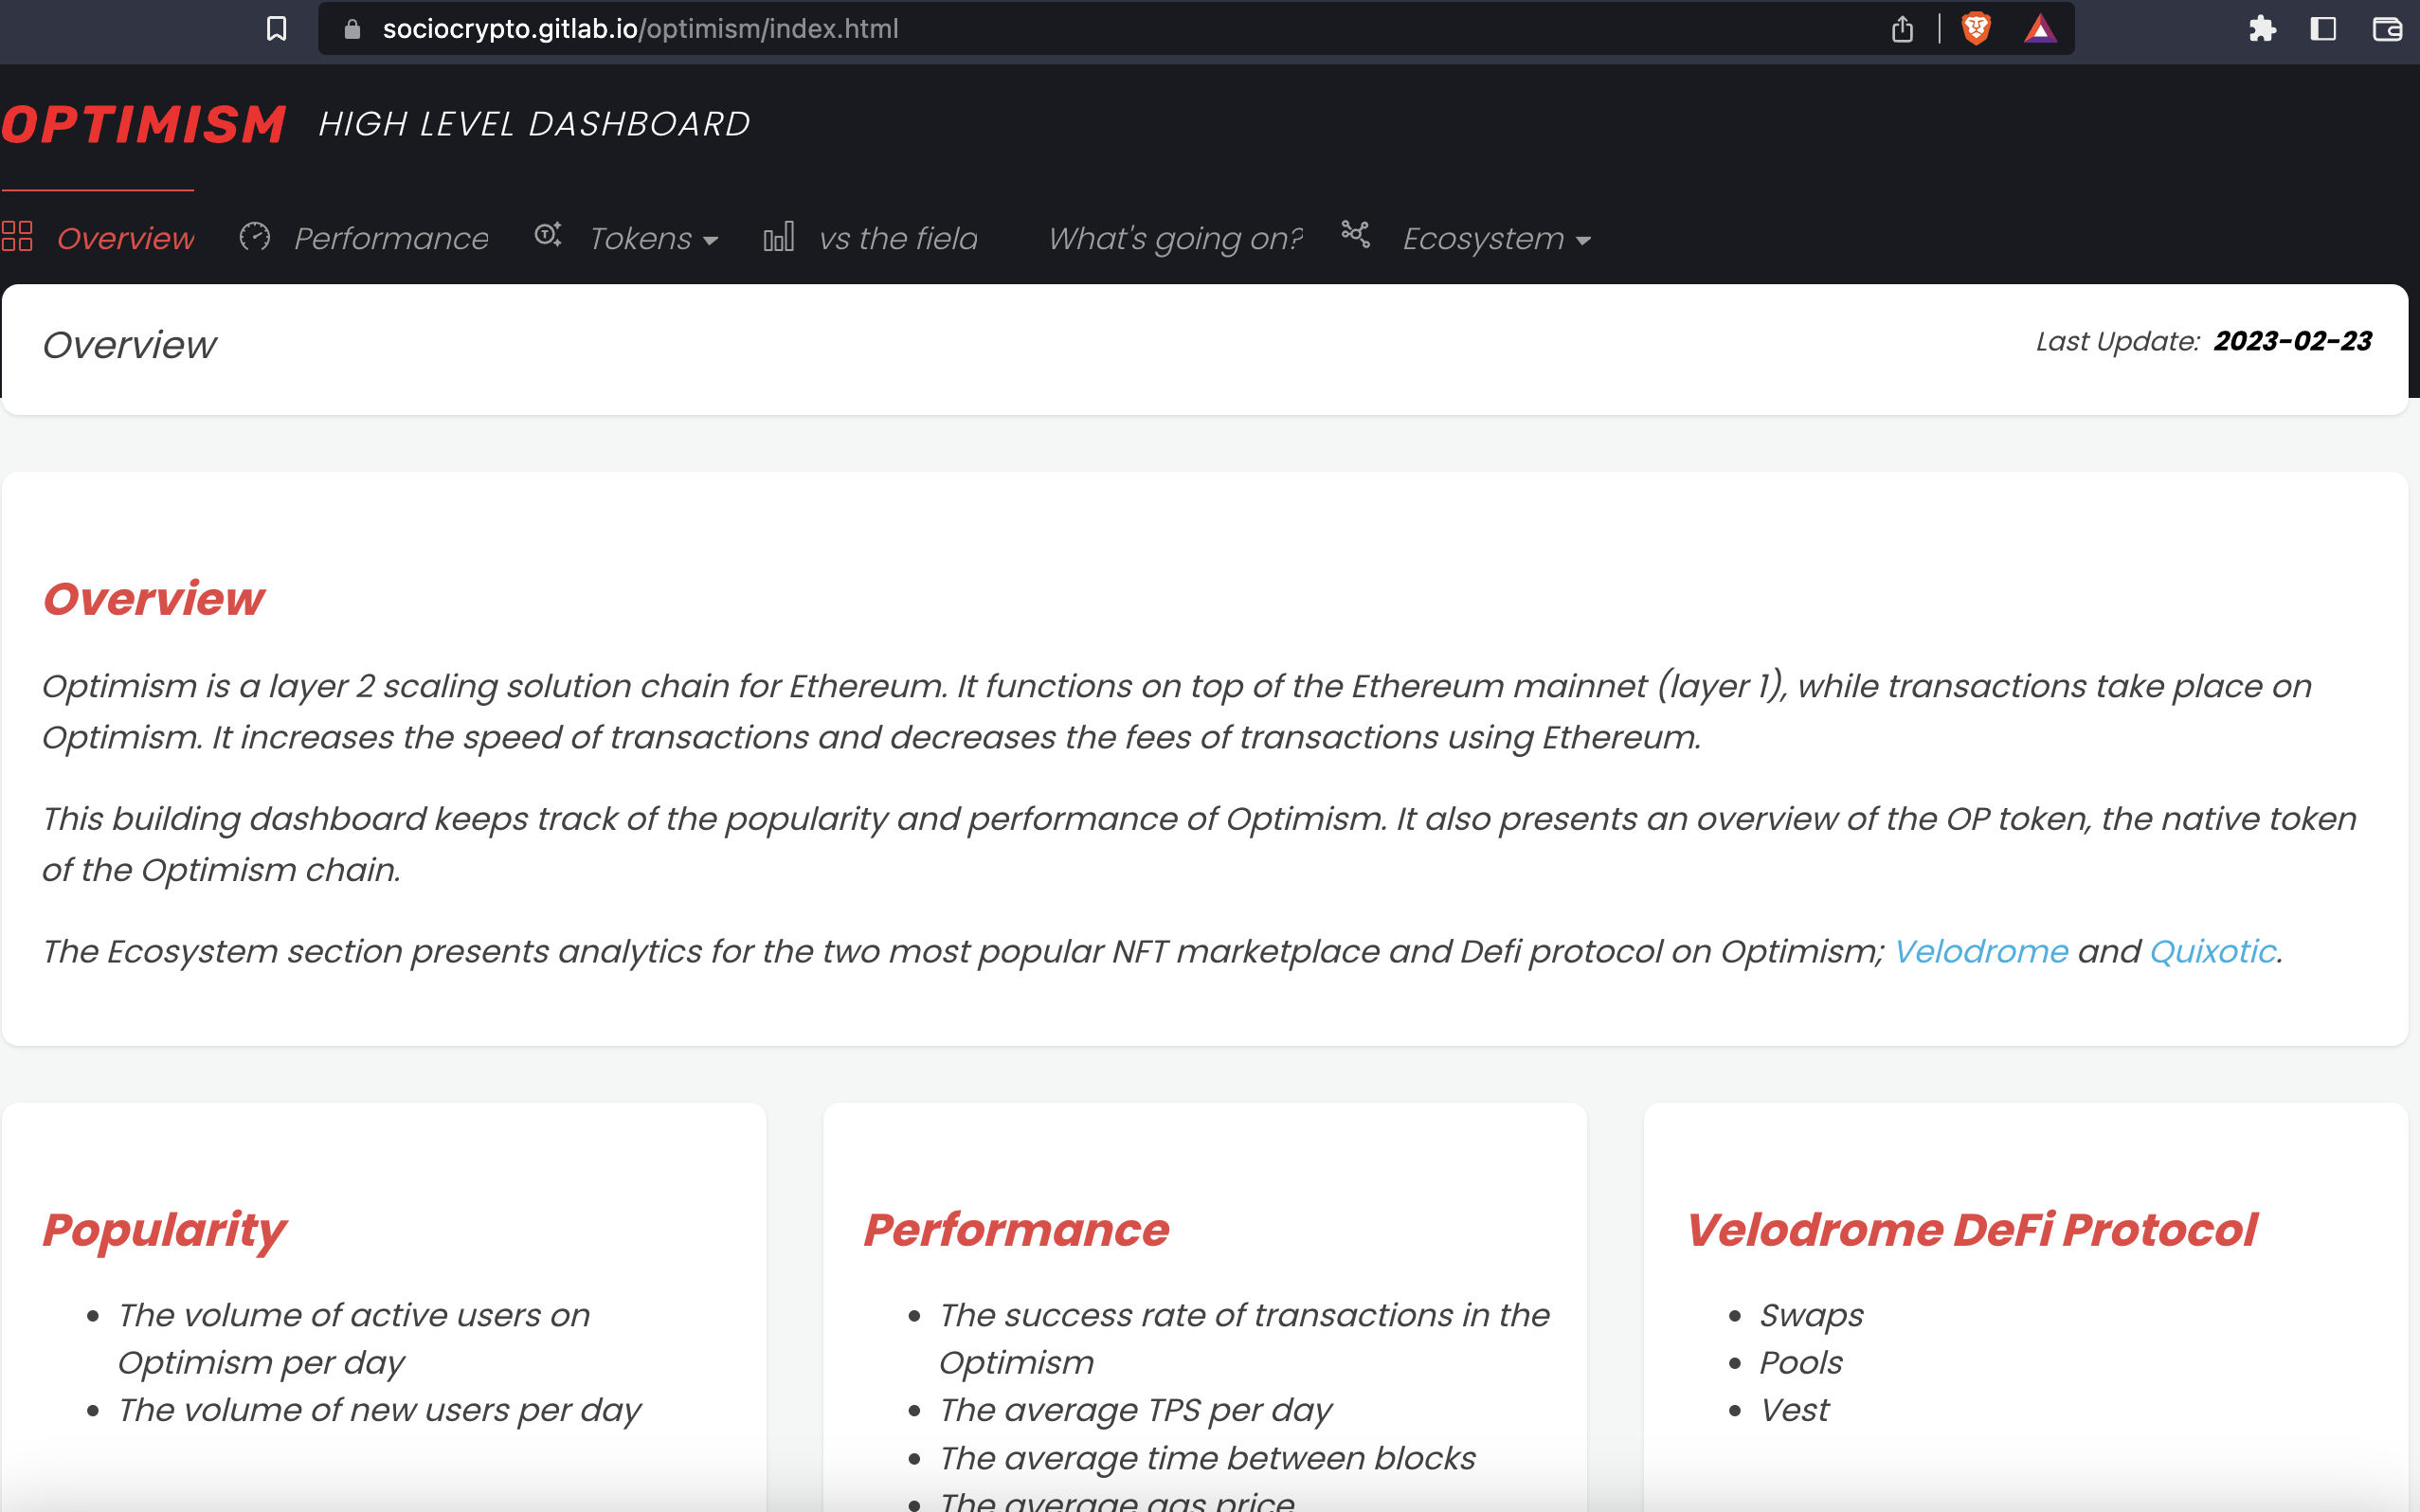 sociocrypto.gitlab.io/optimism/index.html
OPTIMISM HIGH LEVEL DASHBOARD
Overview Performance Tokens vs the field What's going on? Ecosystem
Overview Last Update: 2023-02-23
Overview
Optimism is a layer 2 scaling solution chain for Ethereum. It functions on top of the Ethereum mainnet (layer 1), while transactions take place on
Optimism. It increases the speed of transactions and decreases the fees of transactions using Ethereum.
This building dashboard keeps track of the popularity and performance of Optimism. It also presents an overview of the OP token, the native token
of the Optimism chain.
The Ecosystem section presents analytics for the two most popular NFT marketplace and Defi protocol on Optimism; Velodrome and Quixotic.
Popularity
The volume of active users on
Optimism per day
The volume of new users per day
Performance
The success rate of transactions in the
Optimism
The average TPS per day
The average time between blocks
The average gas price
Velodrome DeFi Protocol
Swaps
Pools
Vest